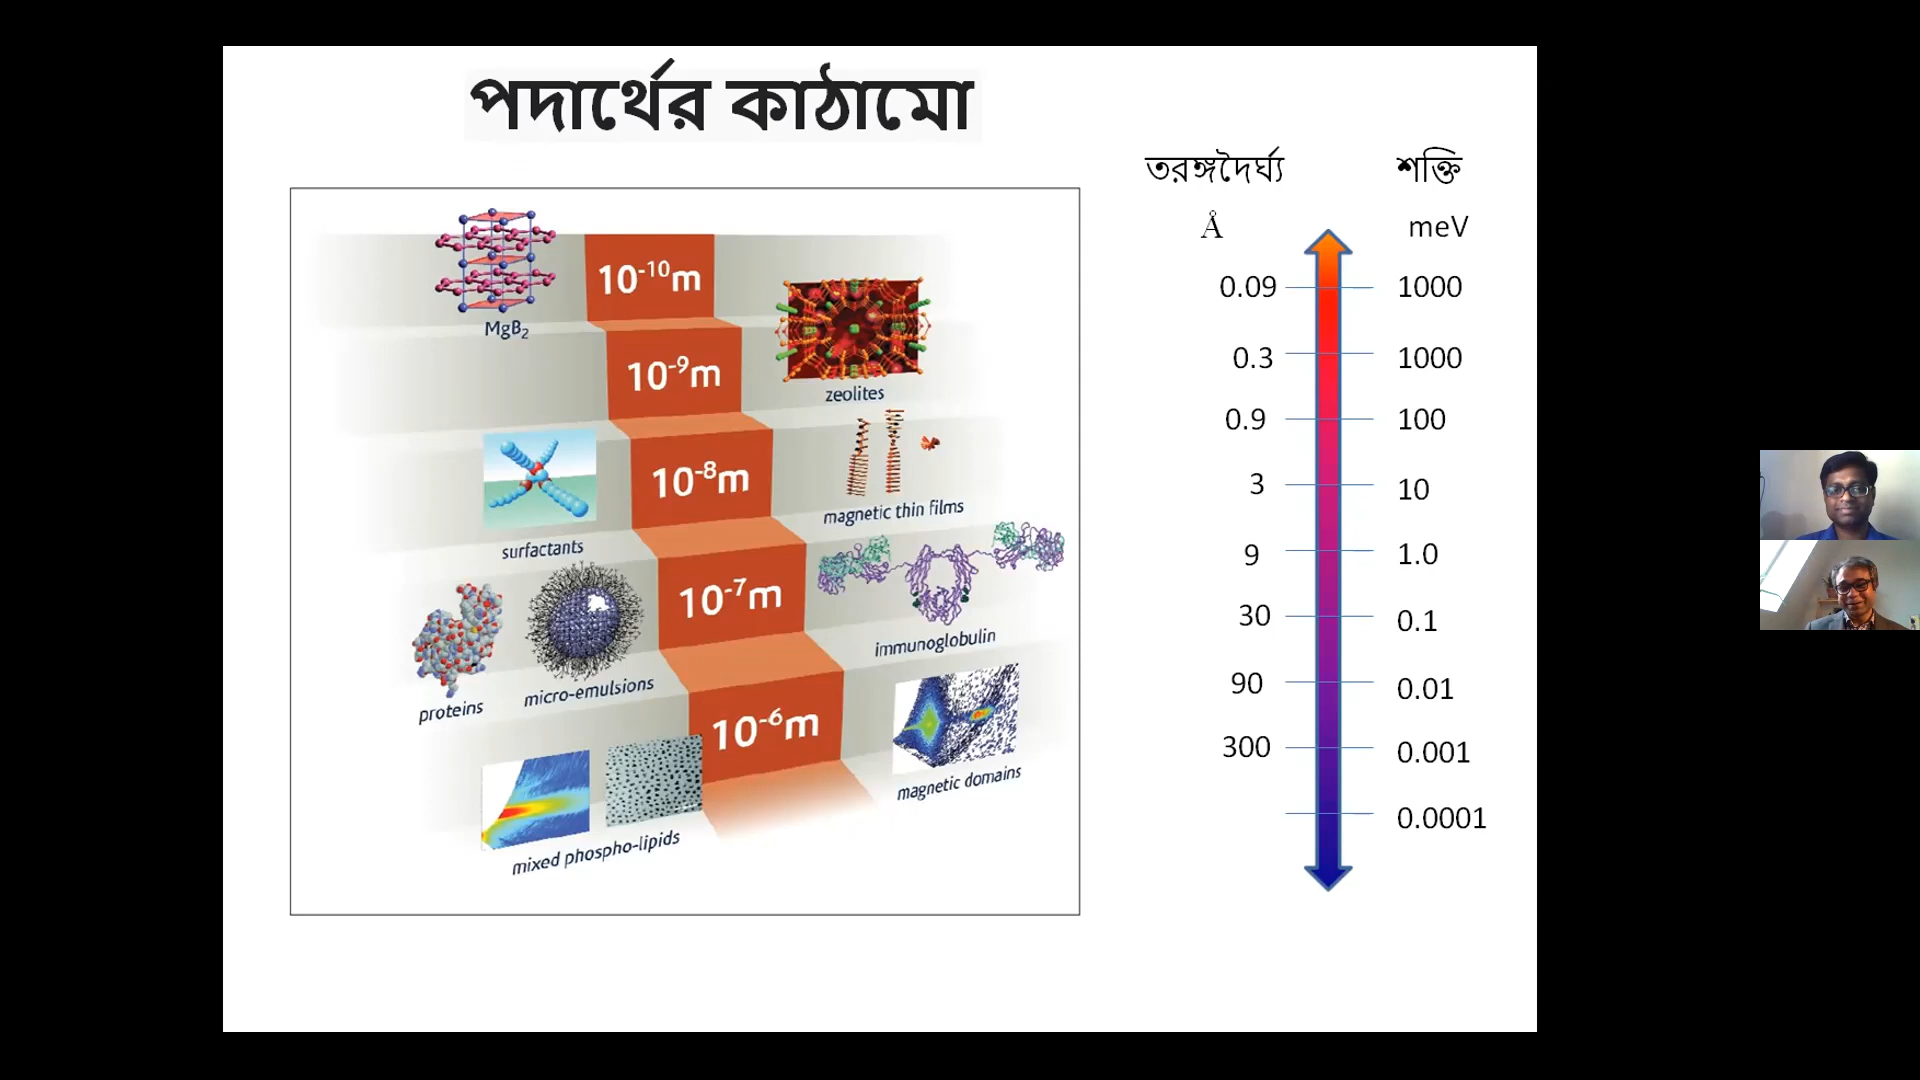 পদার্থের কাঠামো
তরঙ্গদৈর্ঘ্য শক্তি
Å meV
0.09 1000
0.3 1000
0.9 100
3 10
9 1.0
30 0.1
90 0.01
300 0.001
0.0001
10⁻¹⁰m
MgB₂
10⁻⁹m
zeolites
10⁻⁸m
surfactants
magnetic thin films
10⁻⁷m
proteins
micro-emulsions
immunoglobulin
10⁻⁶m
mixed phospho-lipids
magnetic domains